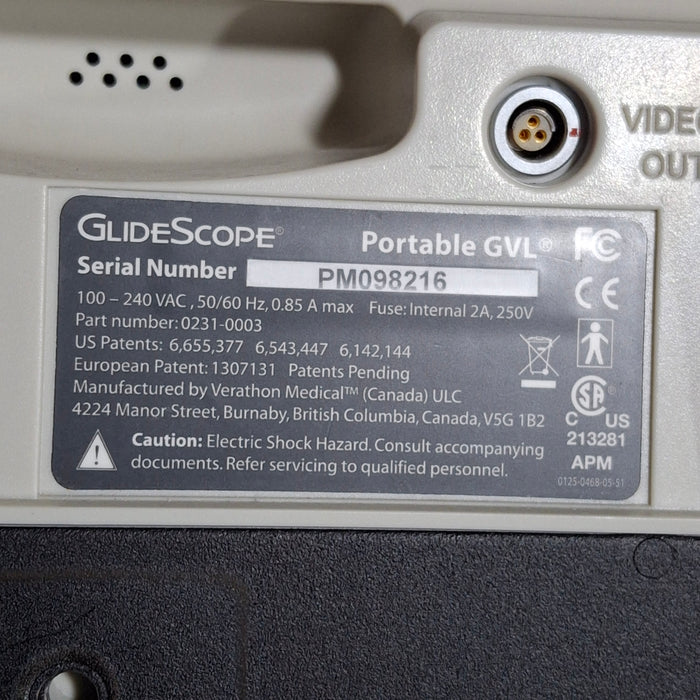 VIDEO
OUT
GLIDESCOPE® Portable GVL®
Serial Number PM098216
100 – 240 VAC , 50/60 Hz, 0.85 A max Fuse: Internal 2A, 250V
Part number: 0231-0003
US Patents: 6,655,377 6,543,447 6,142,144
European Patent: 1307131 Patents Pending
Manufactured by Verathon Medical™ (Canada) ULC
4224 Manor Street, Burnaby, British Columbia, Canada, V5G 1B2
Caution: Electric Shock Hazard. Consult accompanying
documents. Refer servicing to qualified personnel.
FC
CE
SA
C US
213281
APM
0125-0468-05-51